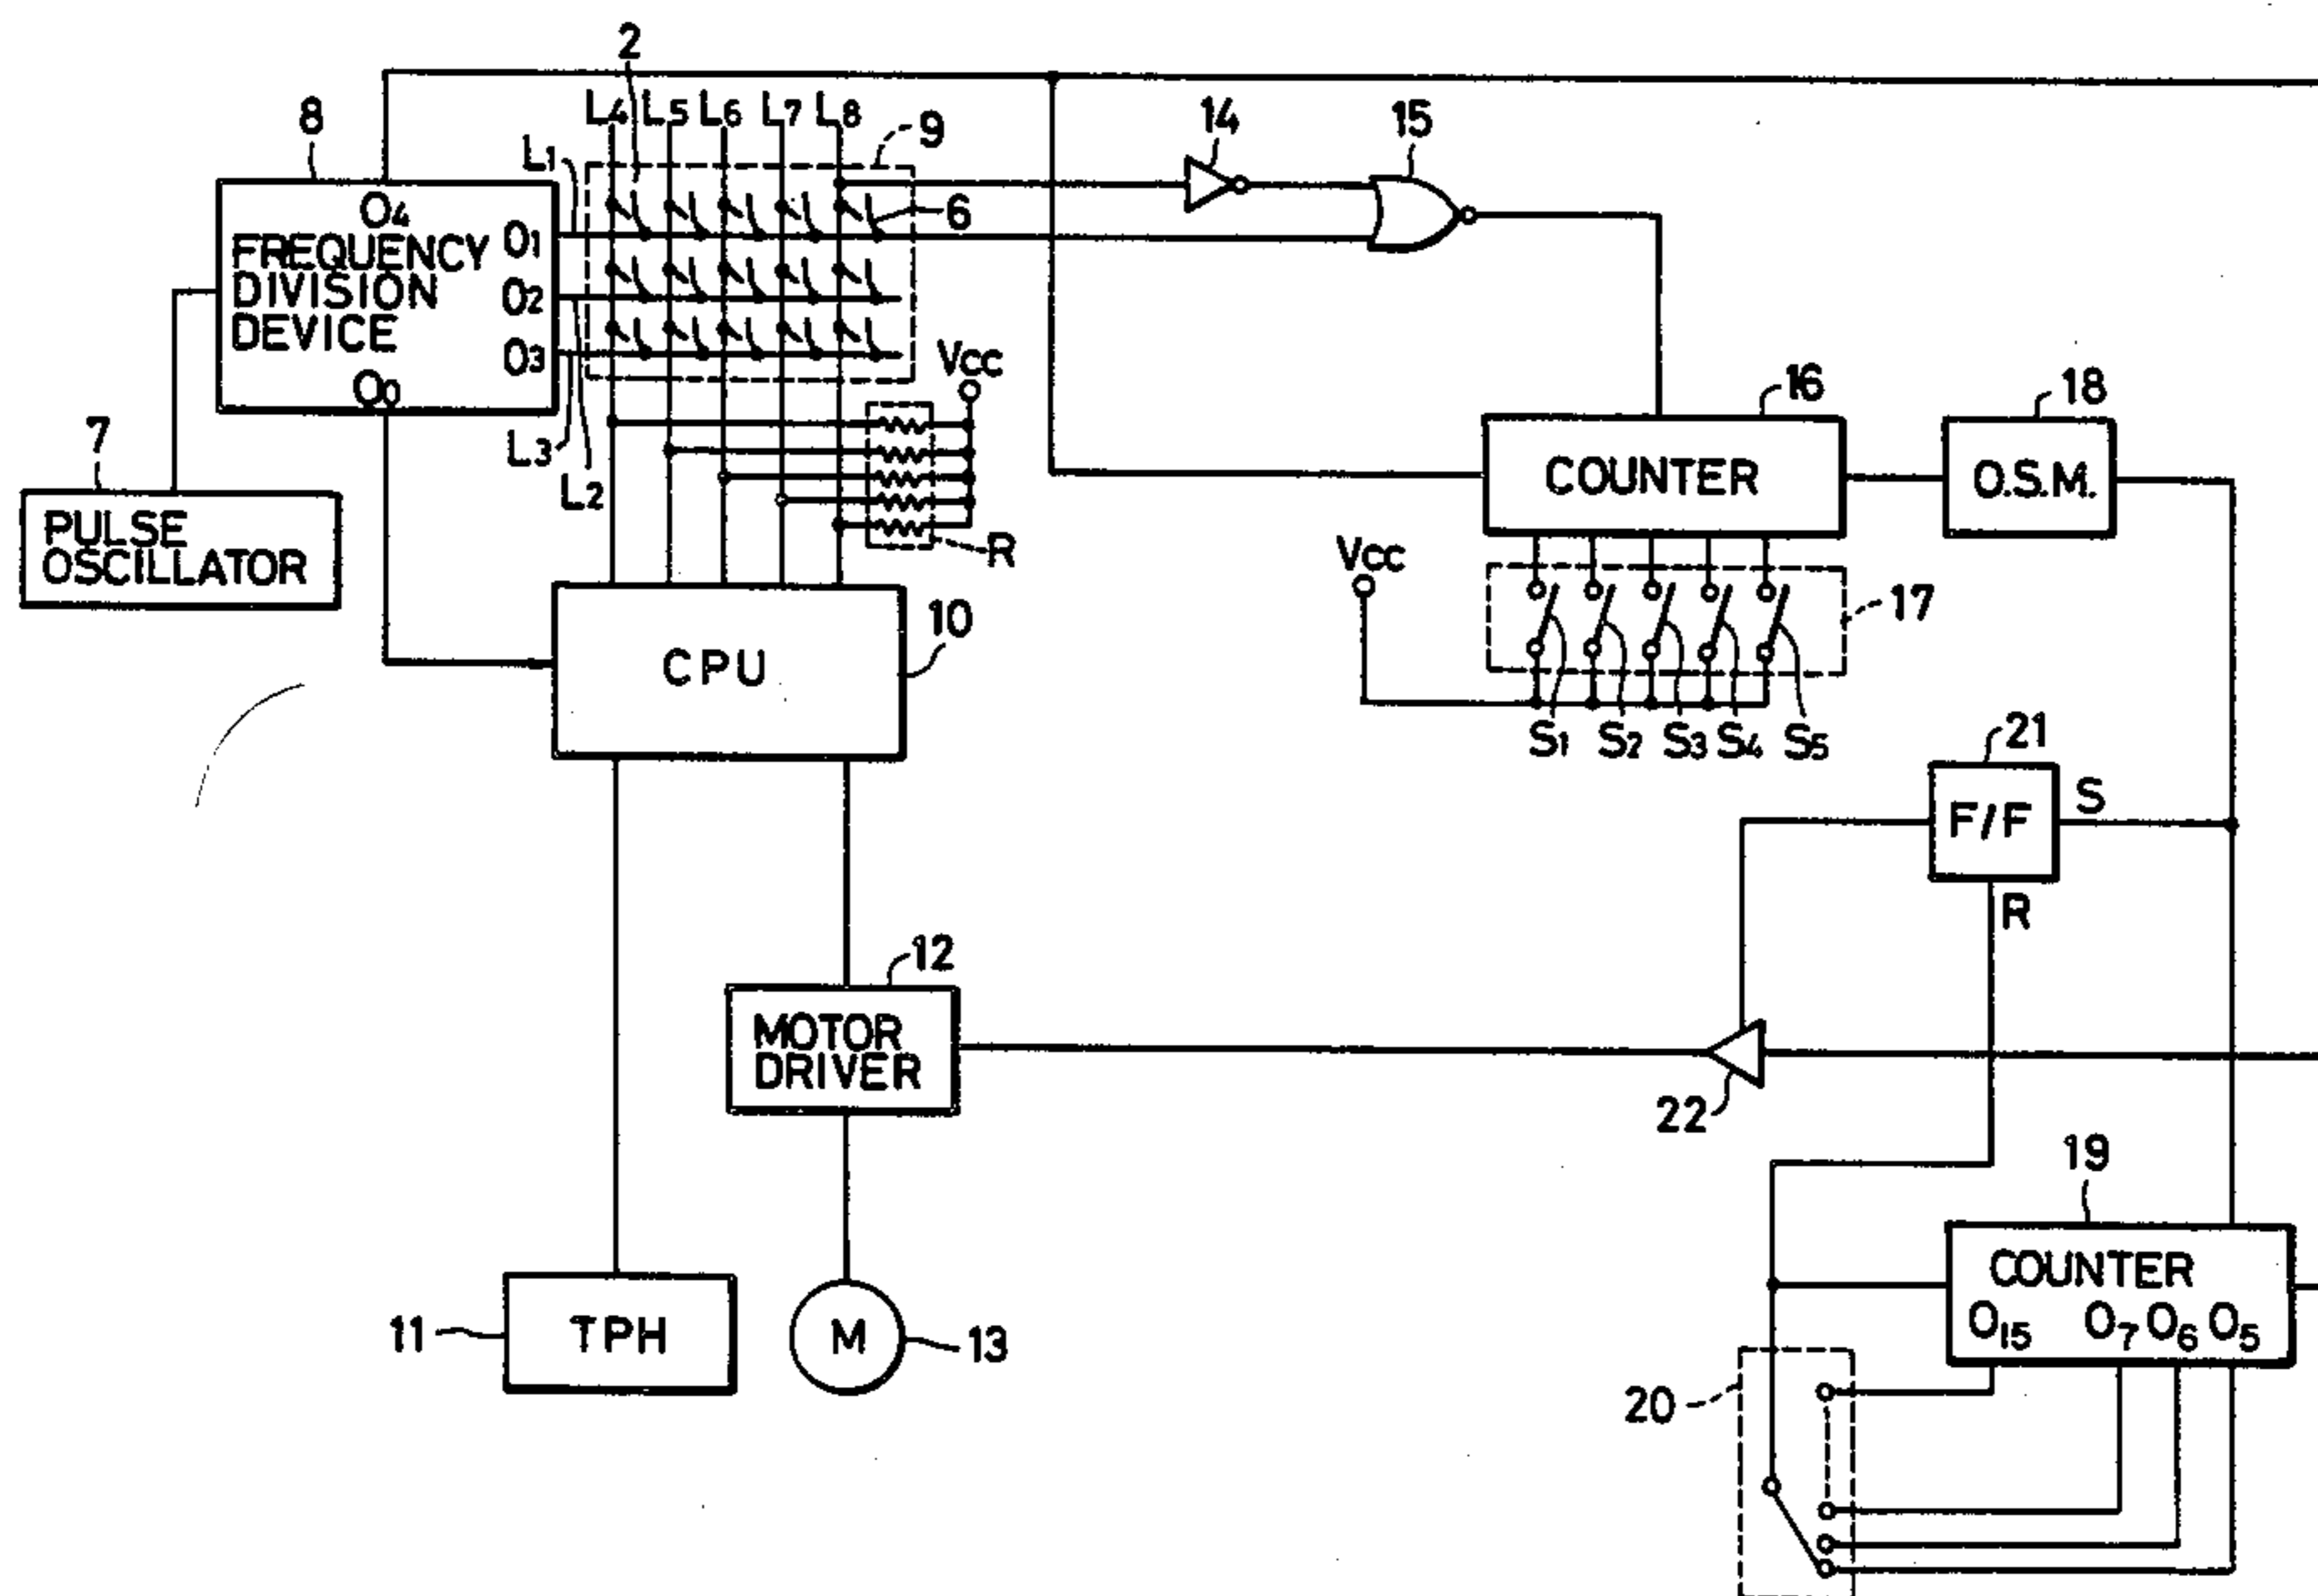 2
L4 L5 L6 L7 L8
8
L1
9
14
15
O4
FREQUENCY
DIVISION
DEVICE
O1
O2
O3
O0
6
Vcc
7
L3
L2
R
PULSE
OSCILLATOR
16
18
COUNTER
O.S.M.
Vcc
17
S1 S2 S3 S4 S5
CPU
10
21
F/F
S
R
12
MOTOR
DRIVER
22
19
COUNTER
O15 O7 O6 O5
11
TPH
M
13
20